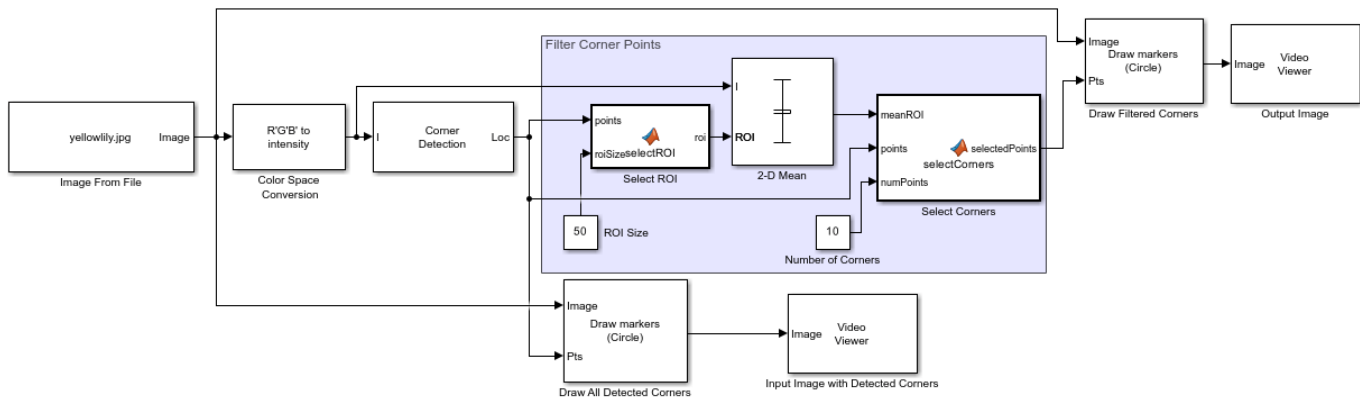 Filter Corner Points
Image
Draw markers
(Circle)
Pts
Draw Filtered Corners
Image
Video
Viewer
Output Image
yellowlily.jpg
Image
Image From File
R'G'B' to
intensity
Color Space
Conversion
I
Corner
Detection
Loc
points
roiSize
selectROI
roi
Select ROI
I
ROI
2-D Mean
meanROI
points
numPoints
selectCorners
selectedPoints
Select Corners
50
ROI Size
10
Number of Corners
Image
Draw markers
(Circle)
Pts
Draw All Detected Corners
Image
Video
Viewer
Input Image with Detected Corners